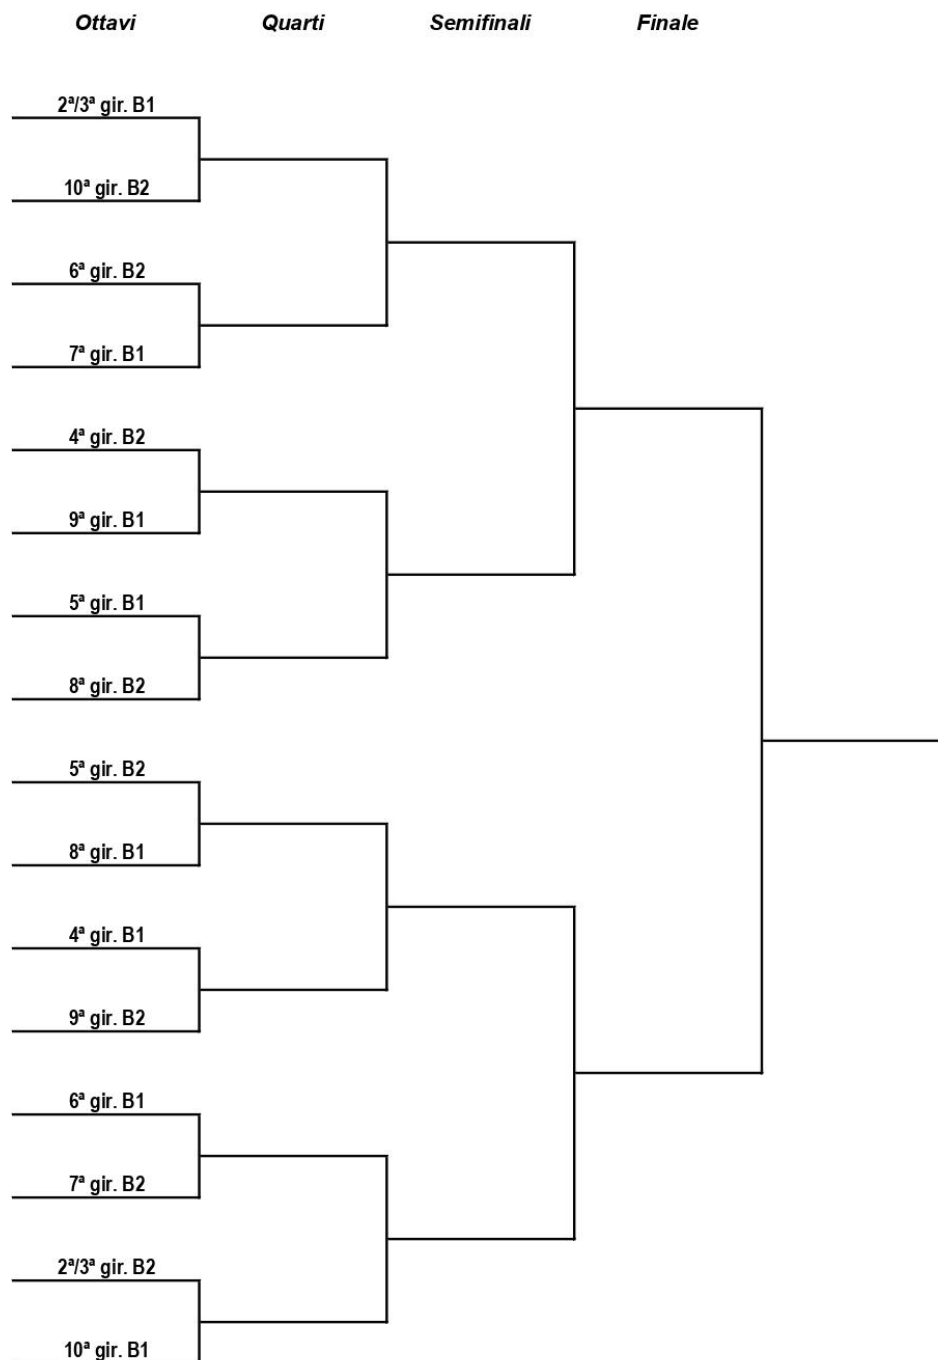 Ottavi Quarti Semifinali Finale
2ª/3ª gir. B1
10ª gir. B2
6ª gir. B2
7ª gir. B1
4ª gir. B2
9ª gir. B1
5ª gir. B1
8ª gir. B2
5ª gir. B2
8ª gir. B1
4ª gir. B1
9ª gir. B2
6ª gir. B1
7ª gir. B2
2ª/3ª gir. B2
10ª gir. B1